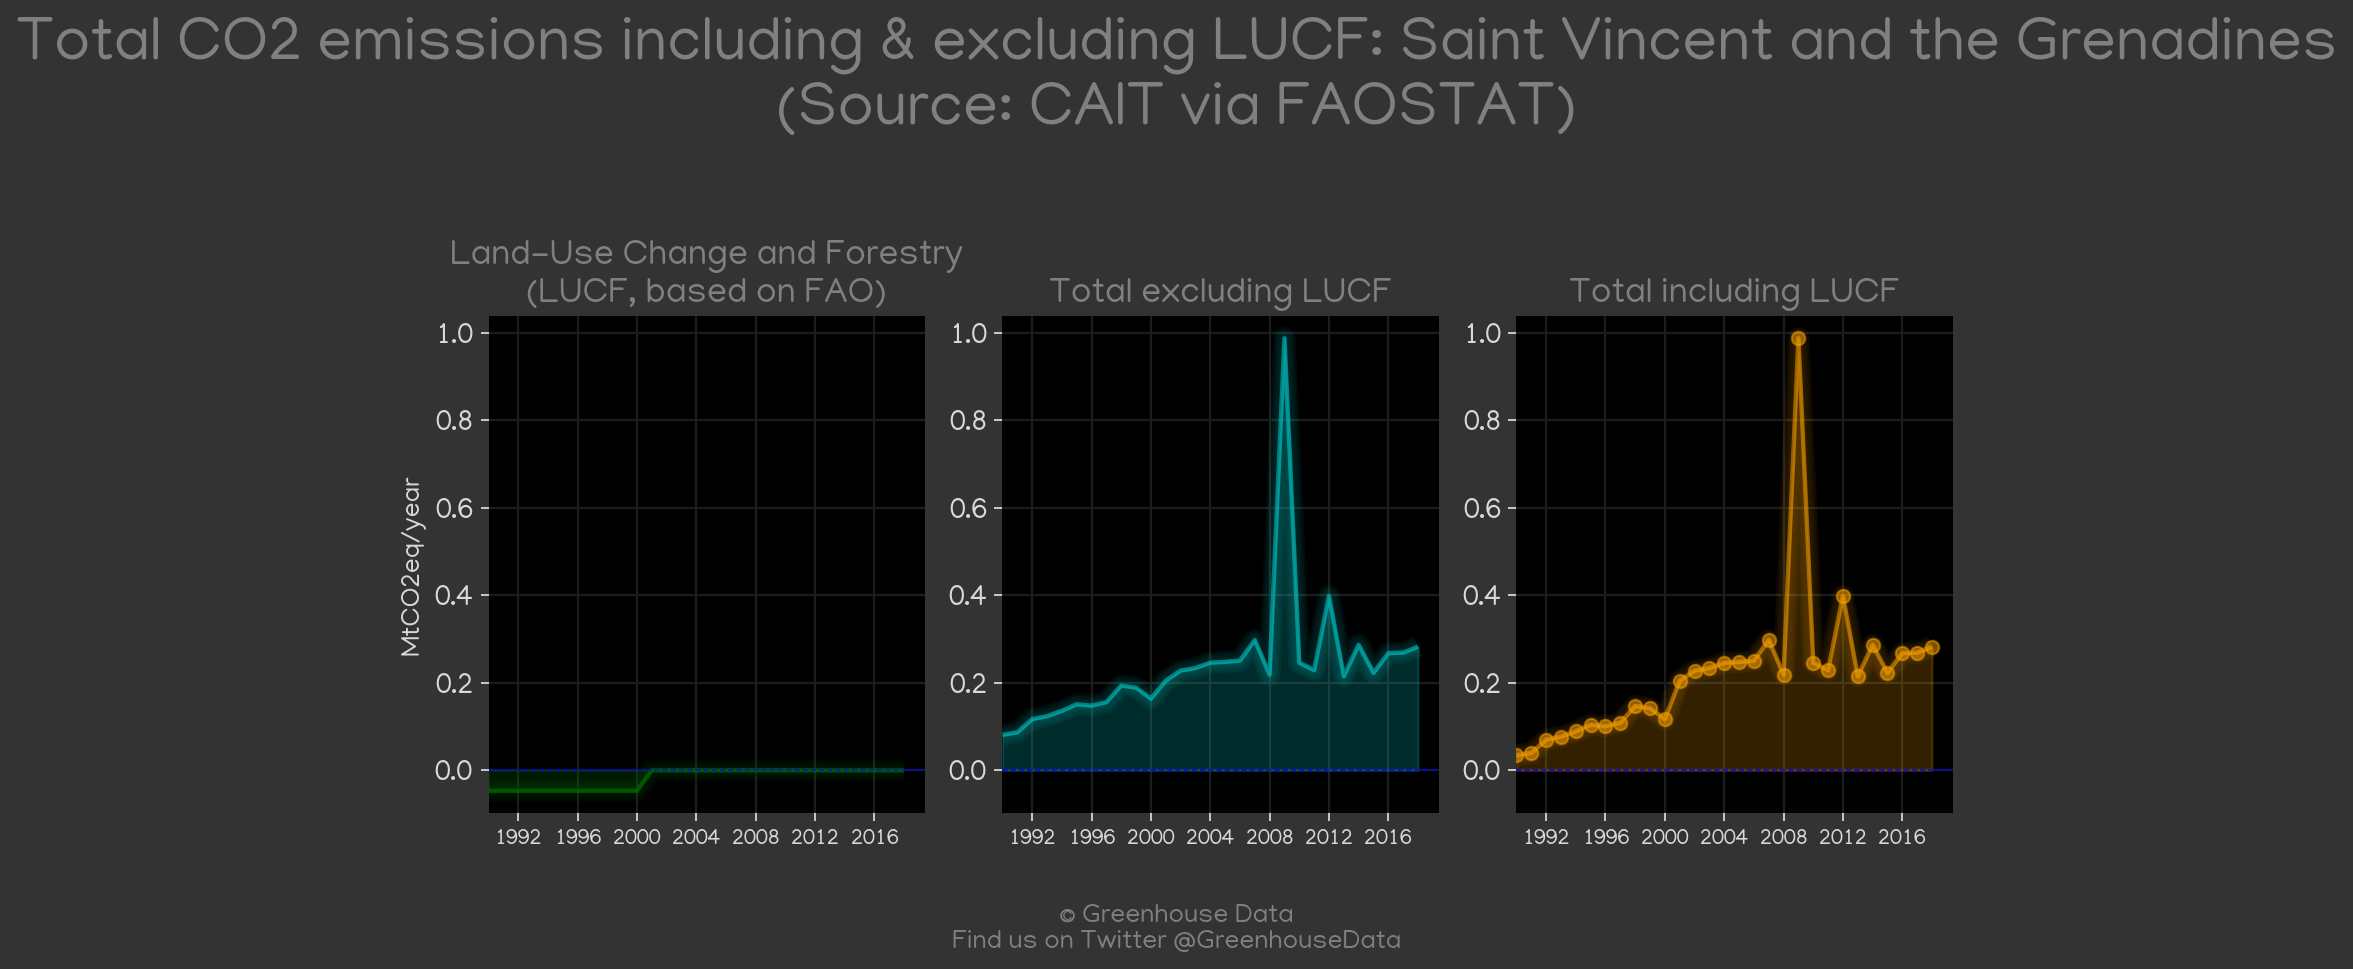 Total CO2 emissions including & excluding LUCF: Saint Vincent and the Grenadines
(Source: CAIT via FAOSTAT)
Land-Use Change and Forestry
(LUCF, based on FAO)
MtCO2eq/year
1.0
0.8
0.6
0.4
0.2
0.0
1992 1996 2000 2004 2008 2012 2016
Total excluding LUCF
1.0
0.8
0.6
0.4
0.2
0.0
1992 1996 2000 2004 2008 2012 2016
Total including LUCF
1.0
0.8
0.6
0.4
0.2
0.0
1992 1996 2000 2004 2008 2012 2016
© Greenhouse Data
Find us on Twitter @GreenhouseData